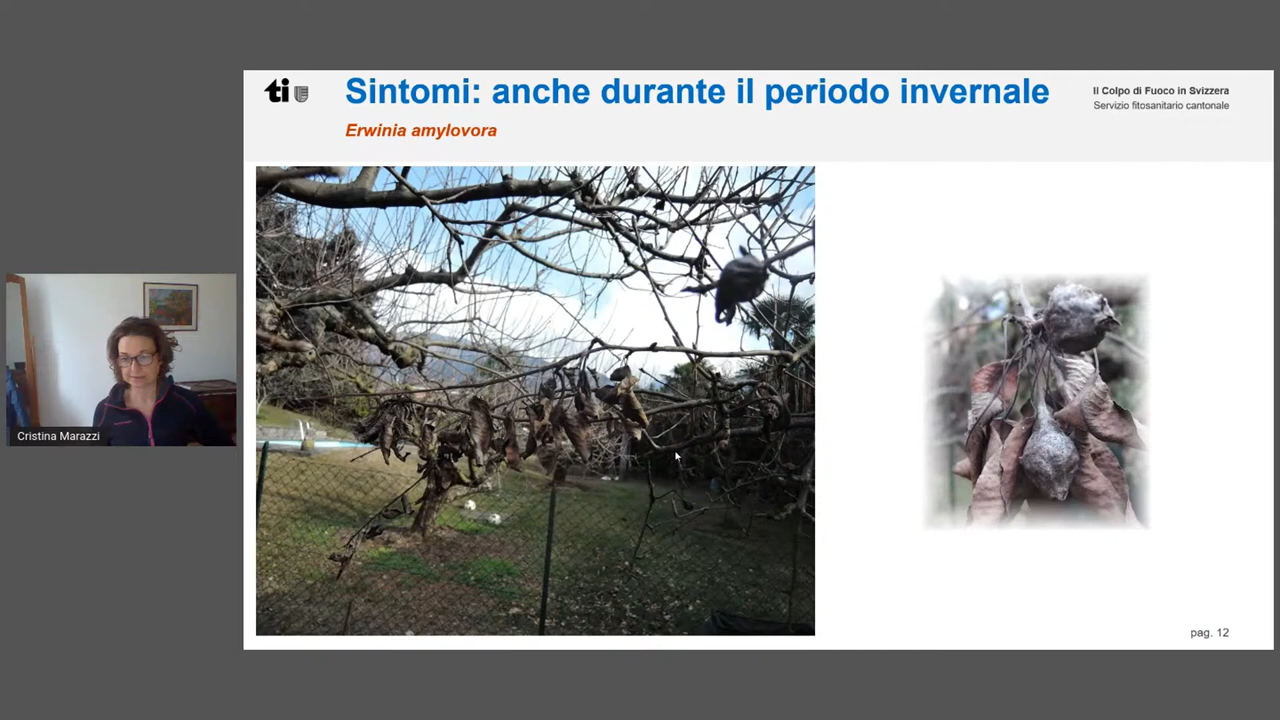 ti
Sintomi: anche durante il periodo invernale
Il Colpo di Fuoco in Svizzera
Servizio fitosanitario cantonale
Erwinia amylovora
Cristina Marazzi
pag. 12